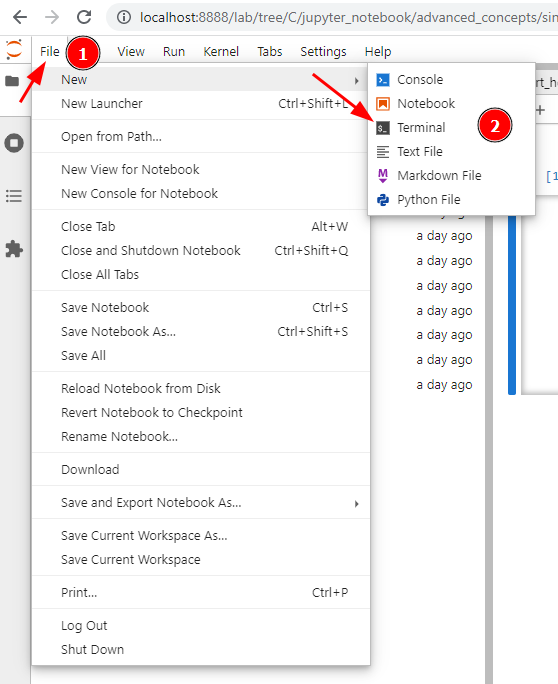 localhost:8888/lab/tree/C/jupyter_notebook/advanced_concepts/sin
File 1 View Run Kernel Tabs Settings Help
New
New Launcher Ctrl+Shift+L
Open from Path…
New View for Notebook
New Console for Notebook
Close Tab Alt+W
Close and Shutdown Notebook Ctrl+Shift+Q
Close All Tabs
Save Notebook Ctrl+S
Save Notebook As… Ctrl+Shift+S
Save All
Reload Notebook from Disk
Revert Notebook to Checkpoint
Rename Notebook…
Download
Save and Export Notebook As…
Save Current Workspace As…
Save Current Workspace
Print… Ctrl+P
Log Out
Shut Down
Console
Notebook
Terminal 2
Text File
Markdown File
Python File
a day ago
a day ago
a day ago
a day ago
a day ago
a day ago
a day ago
rt_h
[1